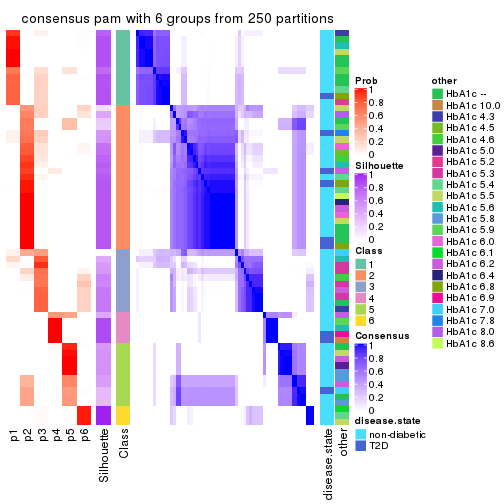 consensus pam with 6 groups from 250 partitions
p1
p2
p3
p4
p5
p6
Silhouette
Class
disease.state
other
Prob
1
0.8
0.6
0.4
0.2
0
Silhouette
1
0.8
0.6
0.4
0.2
0
Class
1
2
3
4
5
6
Consensus
1
0.8
0.6
0.4
0.2
0
disease.state
non-diabetic
T2D
other
HbA1c --
HbA1c 10.0
HbA1c 4.3
HbA1c 4.5
HbA1c 4.6
HbA1c 5.0
HbA1c 5.2
HbA1c 5.3
HbA1c 5.4
HbA1c 5.5
HbA1c 5.6
HbA1c 5.8
HbA1c 5.9
HbA1c 6.0
HbA1c 6.1
HbA1c 6.2
HbA1c 6.4
HbA1c 6.8
HbA1c 6.9
HbA1c 7.0
HbA1c 7.8
HbA1c 8.0
HbA1c 8.6